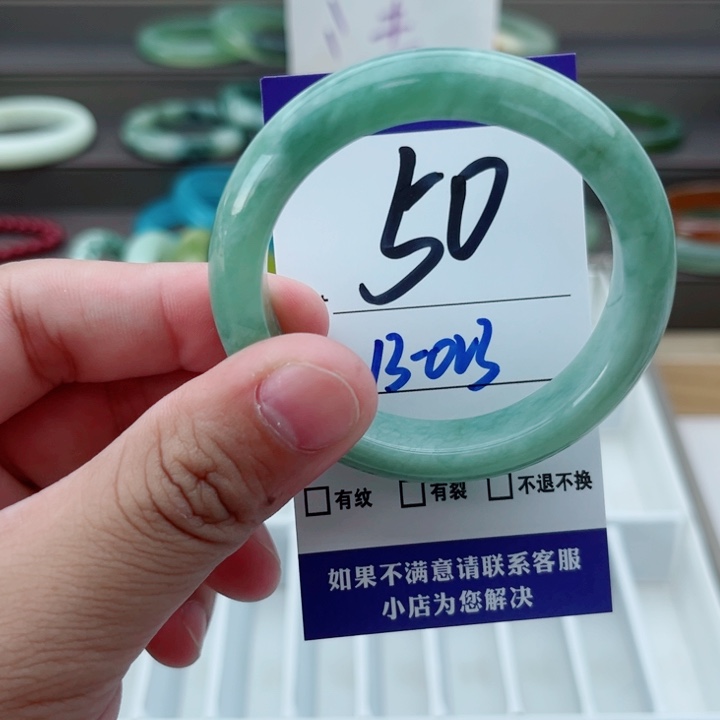 50
13-013
有纹 有裂 不退不换
如果不满意请联系客服
小店为您解决